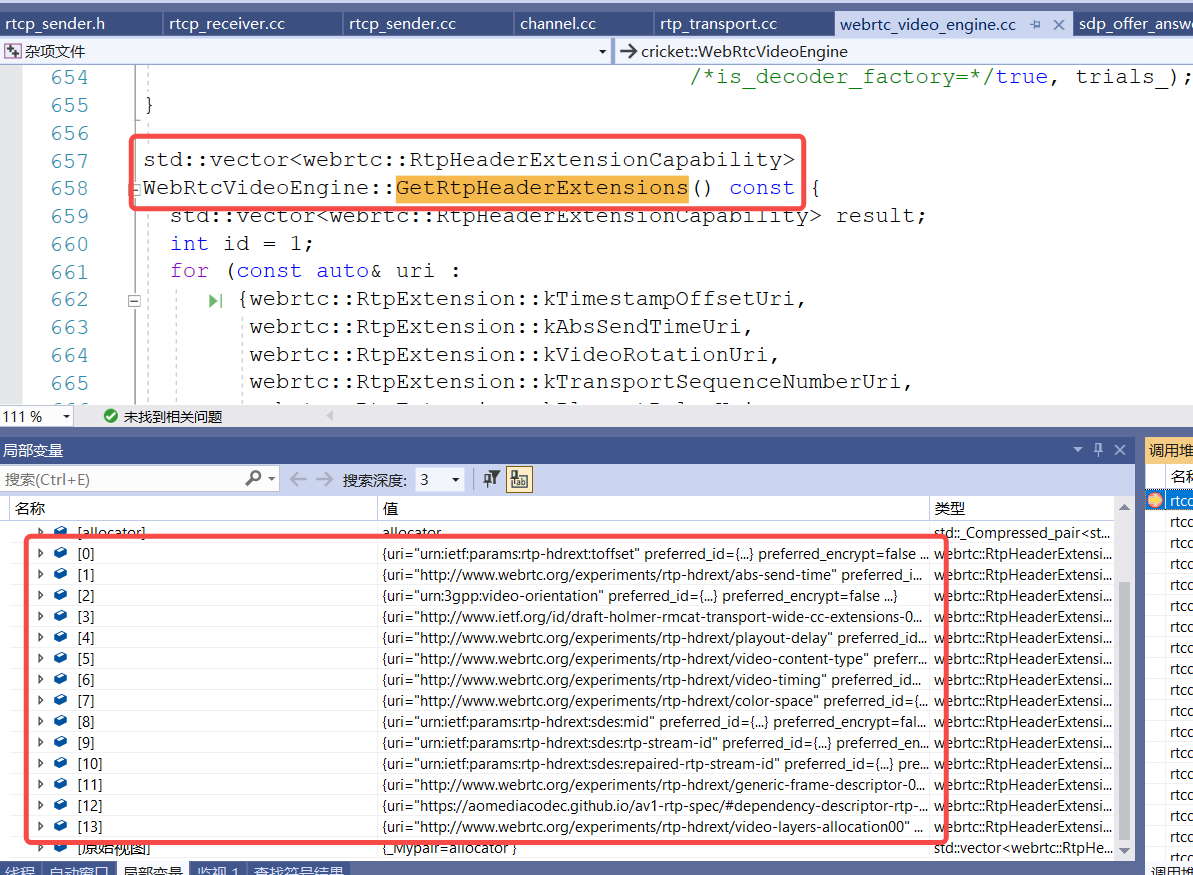 rtcp_sender.h rtcp_receiver.cc rtcp_sender.cc channel.cc rtp_transport.cc webrtc_video_engine.cc sdp_offer_answ
杂项文件 cricket::WebRtcVideoEngine
654 /*is_decoder_factory=*/true, trials_);
655 }
656
657 std::vector<webrtc::RtpHeaderExtensionCapability>
658 WebRtcVideoEngine::GetRtpHeaderExtensions() const {
659 std::vector<webrtc::RtpHeaderExtensionCapability> result;
660 int id = 1;
661 for (const auto& uri :
662 {webrtc::RtpExtension::kTimestampOffsetUri,
663 webrtc::RtpExtension::kAbsSendTimeUri,
664 webrtc::RtpExtension::kVideoRotationUri,
665 webrtc::RtpExtension::kTransportSequenceNumberUri,
111 % 未找到相关问题
局部变量 调用堆
搜索(Ctrl+E) 搜索深度: 3
名称 值 类型 名称
[allocator] allocator std::_Compressed_pair<st...
[0] {uri="urn:ietf:params:rtp-hdrext:toffset" preferred_id={...} preferred_encrypt=false ... webrtc::RtpHeaderExtensi...
[1] {uri="http://www.webrtc.org/experiments/rtp-hdrext/abs-send-time" preferred_i... webrtc::RtpHeaderExtensi...
[2] {uri="urn:3gpp:video-orientation" preferred_id={...} preferred_encrypt=false ...} webrtc::RtpHeaderExtensi...
[3] {uri="http://www.ietf.org/id/draft-holmer-rmcat-transport-wide-cc-extensions-0... webrtc::RtpHeaderExtensi...
[4] {uri="http://www.webrtc.org/experiments/rtp-hdrext/playout-delay" preferred_id... webrtc::RtpHeaderExtensi...
[5] {uri="http://www.webrtc.org/experiments/rtp-hdrext/video-content-type" preferr... webrtc::RtpHeaderExtensi...
[6] {uri="http://www.webrtc.org/experiments/rtp-hdrext/video-timing" preferred_id... webrtc::RtpHeaderExtensi...
[7] {uri="http://www.webrtc.org/experiments/rtp-hdrext/color-space" preferred_id={... webrtc::RtpHeaderExtensi...
[8] {uri="urn:ietf:params:rtp-hdrext:sdes:mid" preferred_id={...} preferred_encrypt=fal... webrtc::RtpHeaderExtensi...
[9] {uri="urn:ietf:params:rtp-hdrext:sdes:rtp-stream-id" preferred_id={...} preferred_en... webrtc::RtpHeaderExtensi...
[10] {uri="urn:ietf:params:rtp-hdrext:sdes:repaired-rtp-stream-id" preferred_id={...} pre... webrtc::RtpHeaderExtensi...
[11] {uri="http://www.webrtc.org/experiments/rtp-hdrext/generic-frame-descriptor-0... webrtc::RtpHeaderExtensi...
[12] {uri="https://aomediacodec.github.io/av1-rtp-spec/#dependency-descriptor-rtp-... webrtc::RtpHeaderExtensi...
[13] {uri="http://www.webrtc.org/experiments/rtp-hdrext/video-layers-allocation00" ... webrtc::RtpHeaderExtensi...
[原始视图] {_Mypair=allocator } std::vector<webrtc::RtpHe...
线程 自动窗口 局部变量 监视 1 查找符号结果 调用堆